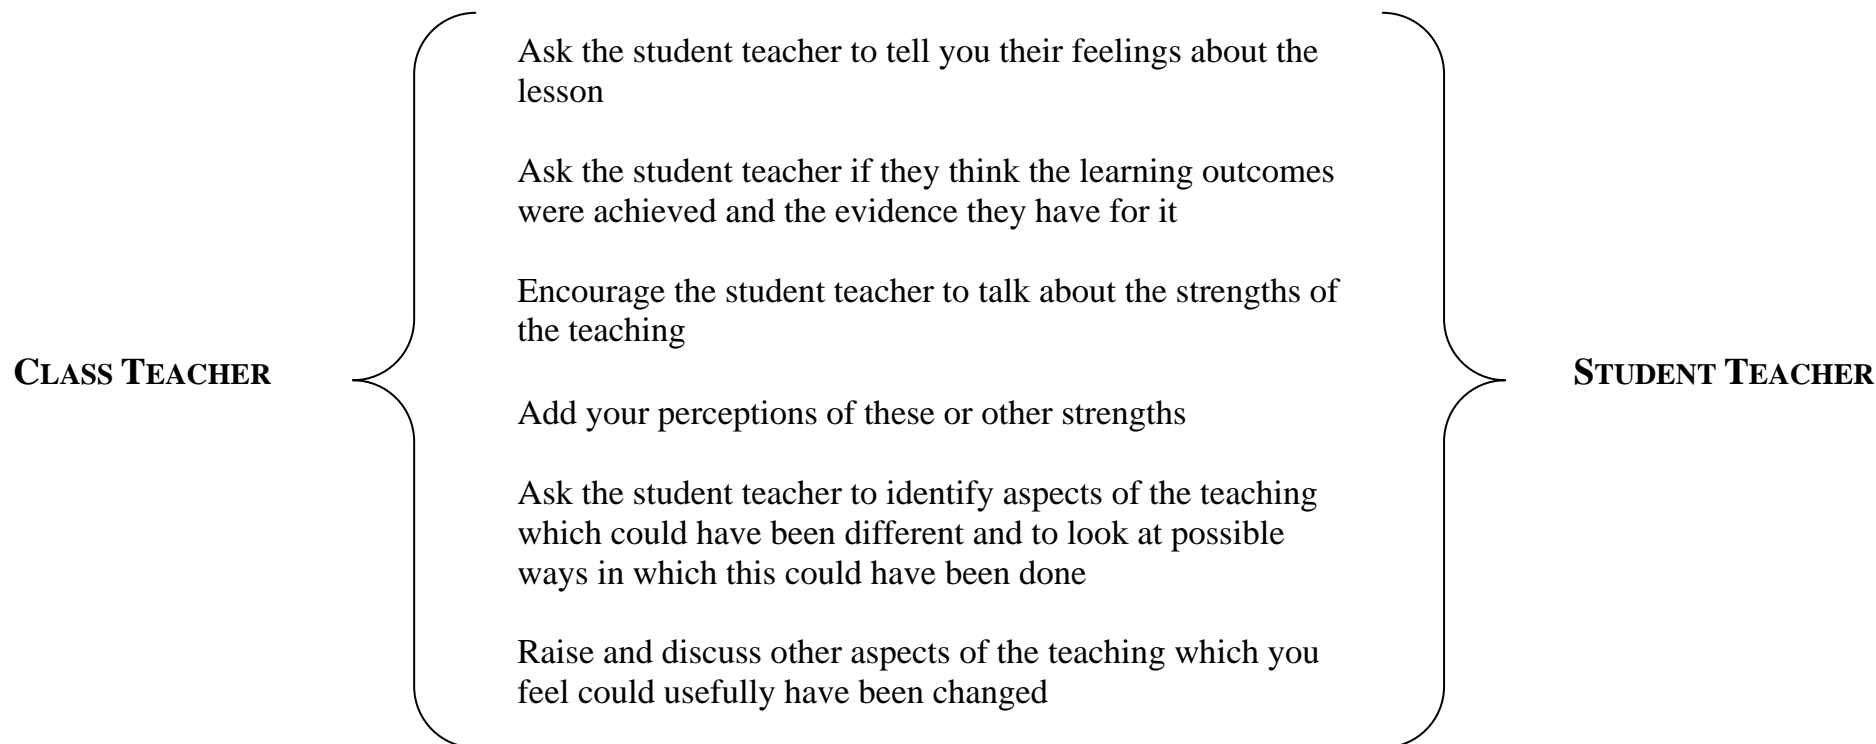 Ask the student teacher to tell you their feelings about the
lesson
Ask the student teacher if they think the learning outcomes
were achieved and the evidence they have for it
Encourage the student teacher to talk about the strengths of
the teaching
CLASS TEACHER
STUDENT TEACHER
Add your perceptions of these or other strengths
Ask the student teacher to identify aspects of the teaching
which could have been different and to look at possible
ways in which this could have been done
Raise and discuss other aspects of the teaching which you
feel could usefully have been changed